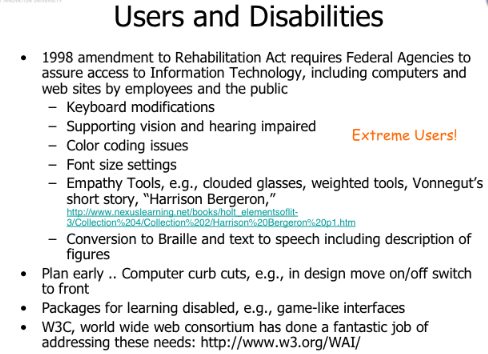 Users and Disabilities
• 1998 amendment to Rehabilitation Act requires Federal Agencies to
assure access to Information Technology, including computers and
web sites by employees and the public
– Keyboard modifications
– Supporting vision and hearing impaired
Extreme Users!
– Color coding issues
– Font size settings
– Empathy Tools, e.g., clouded glasses, weighted tools, Vonnegut's
short story, "Harrison Bergeron,"
http://www.nexuslearning.net/books/holt_elementsoflit-
3/Collection%204/Collection%202/Harrison%20Bergeron%20p1.htm
– Conversion to Braille and text to speech including description of
figures
• Plan early .. Computer curb cuts, e.g., in design move on/off switch
to front
• Packages for learning disabled, e.g., game-like interfaces
• W3C, world wide web consortium has done a fantastic job of
addressing these needs: http://www.w3.org/WAI/